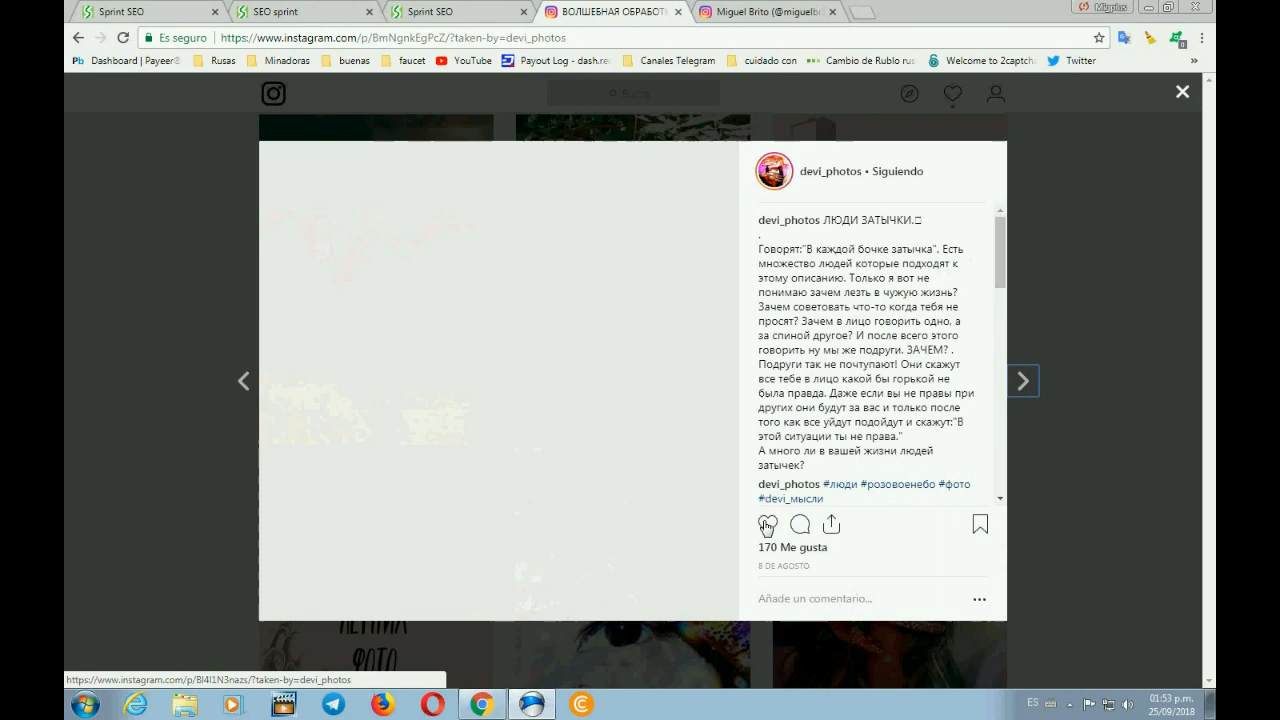 Sprint SEO
SEO sprint
Sprint SEO
ВОЛШЕБНАЯ ОБРАБОТ
Miguel Brito (@miguelb
Es seguro
https://www.instagram.com/p/BmNgnkEgPcZ/?taken-by=devi_photos
Dashboard | Payeer®
Rusas
Minadoras
buenas
faucet
YouTube
Payout Log - dash.re
Canales Telegram
cuidado con
Cambio de Rublo rus
Welcome to 2captch
Twitter
»
Busca
devi_photos • Siguiendo
devi_photos ЛЮДИ ЗАТЫЧКИ.
.
Говорят:"В каждой бочке затычка". Есть
множество людей которые подходят к
этому описанию. Только я вот не
понимаю зачем лезть в чужую жизнь?
Зачем советовать что-то когда тебя не
просят? Зачем в лицо говорить одно, а
за спиной другое? И после всего этого
говорить ну мы же подруги. ЗАЧЕМ? .
Подруги так не почтупают! Они скажут
все тебе в лицо какой бы горькой не
была правда. Даже если вы не правы при
других они будут за вас и только после
того как все уйдут подойдут и скажут:"В
этой ситуации ты не права."
А много ли в вашей жизни людей
затычек?
devi_photos #люди #розовоенебо #фото
#devi_мысли
170 Me gusta
8 DE AGOSTO
Añade un comentario...
ФОТО
https://www.instagram.com/p/Bl4l1N3nazs/?taken-by=devi_photos
ES
01:53 p.m.
25/09/2018